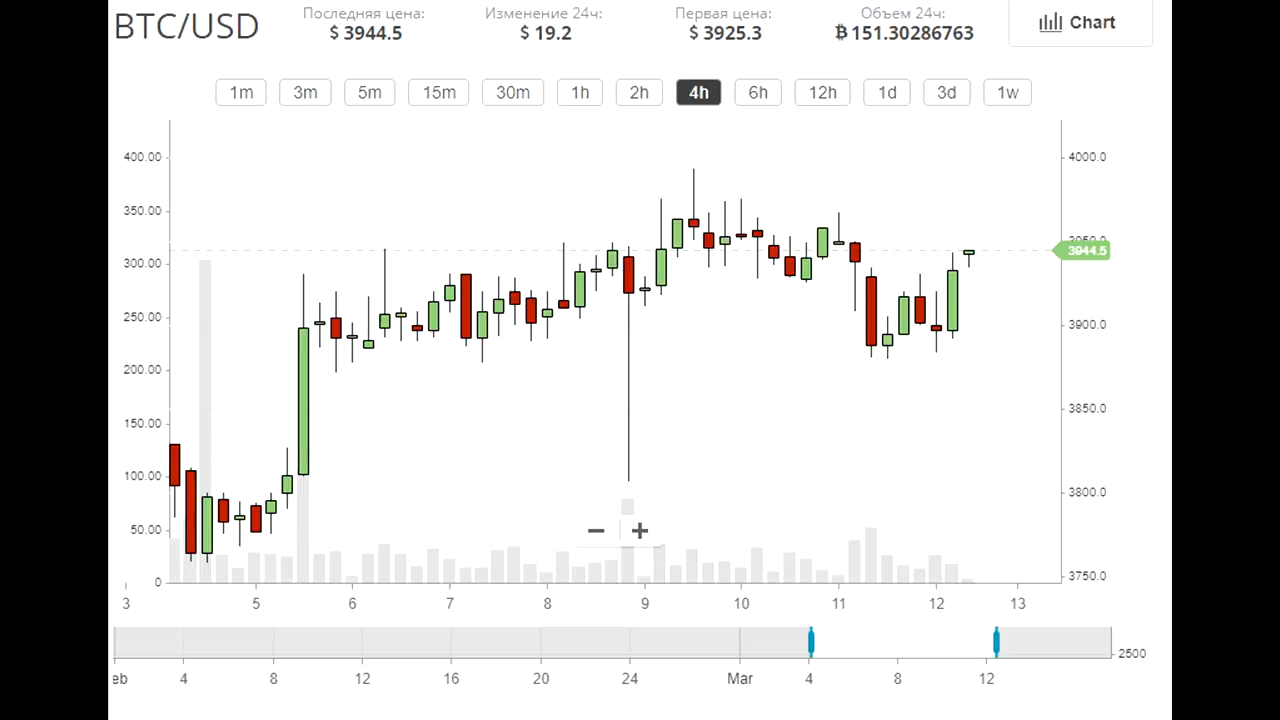 BTC/USD
Последняя цена:
$ 3944.5
Изменение 24ч:
$ 19.2
Первая цена:
$ 3925.3
Объем 24ч:
฿ 151.30286763
Chart
1m 3m 5m 15m 30m 1h 2h 4h 6h 12h 1d 3d 1w
400.00 4000.0
350.00
3944.5
300.00
250.00 3900.0
200.00
150.00 3850.0
100.00 3800.0
50.00
0 3750.0
3 5 6 7 8 9 10 11 12 13
2500
eb 4 8 12 16 20 24 Mar 4 8 12